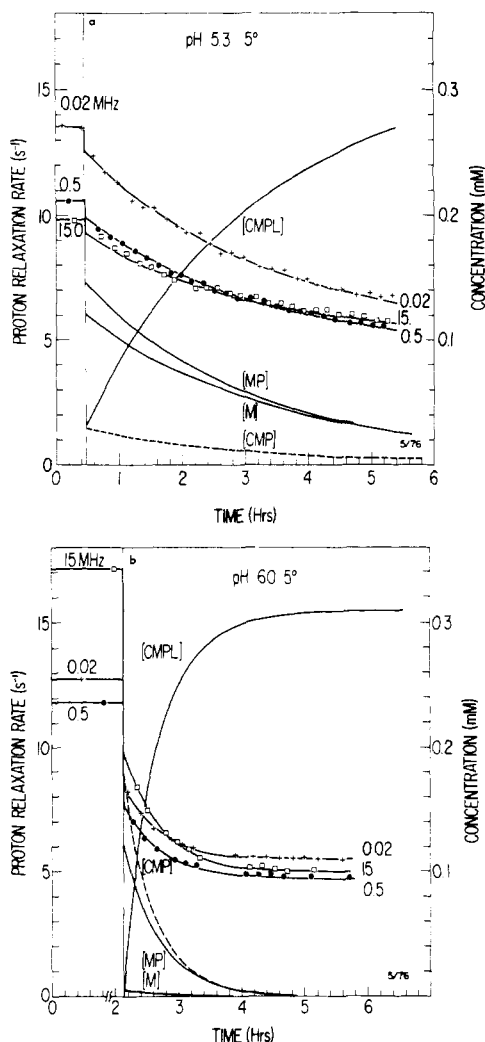 a
pH 5.3 5°
0.02 MHz
0.5
15.0
[CMPL]
0.02
15.
0.5
[MP]
[M]
[CMP]
5/76
15
10
5
0
0.3
0.2
0.1
0 1 2 3 4 5 6
PROTON RELAXATION RATE (s⁻¹)
CONCENTRATION (mM)
TIME (Hrs)
b
pH 6.0 5°
15 MHz
0.02
0.5
[CMPL]
0.02
15
0.5
[CMP]
[MP]
[M]
5/76
15
10
5
0
0.3
0.2
0.1
0
0 2 3 4 5 6
PROTON RELAXATION RATE (s⁻¹)
CONCENTRATION (mM)
TIME (Hrs)